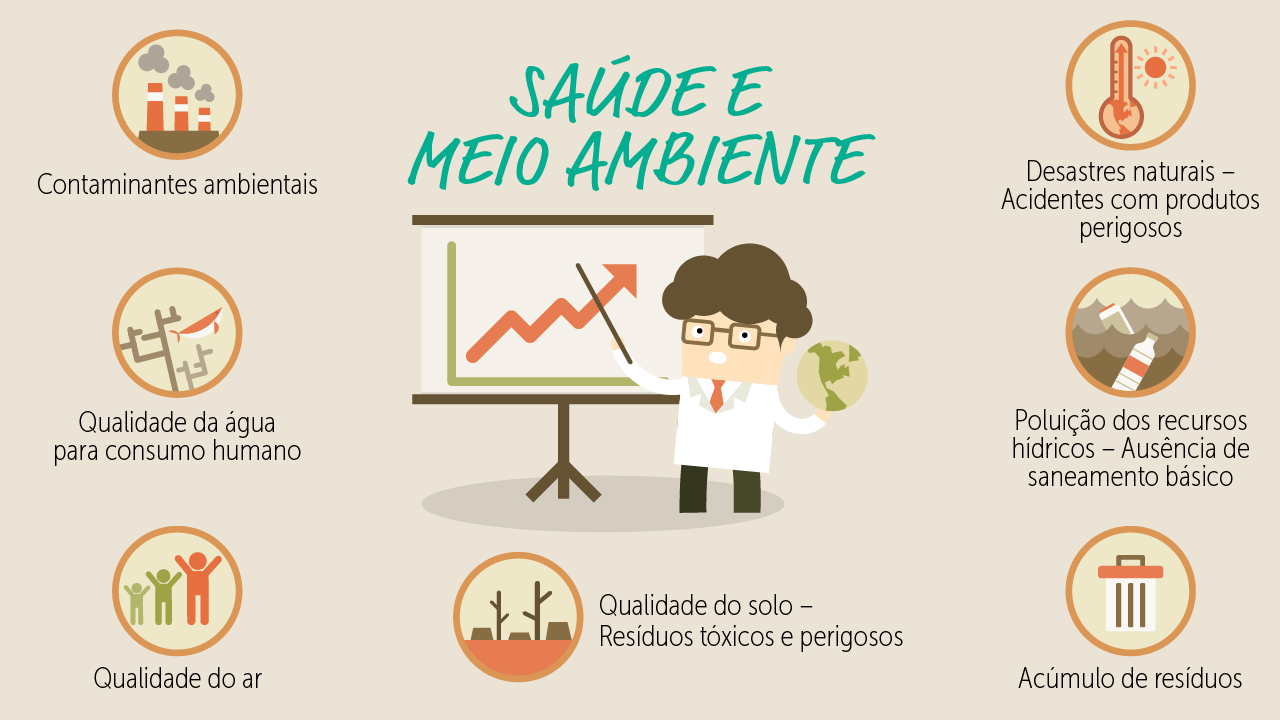 SAÚDE E
MEIO AMBIENTE
Contaminantes ambientais
Qualidade da água
para consumo humano
Qualidade do ar
Qualidade do solo –
Resíduos tóxicos e perigosos
Desastres naturais –
Acidentes com produtos
perigosos
Poluição dos recursos
hídricos – Ausência de
saneamento básico
Acúmulo de resíduos